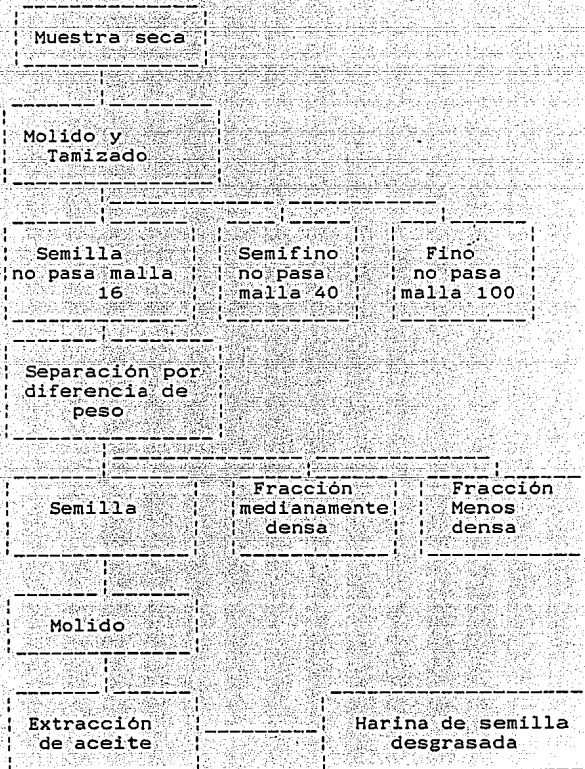 Muestra seca
Molido y
Tamizado
Semilla
no pasa malla
16
Semifino
no pasa
malla 40
Fino
no pasa
malla 100
Separación por
diferencia de
peso
Semilla
Fracción
medianamente
densa
Fracción
Menos
densa
Molido
Extracción
de aceite
Harina de semilla
desgrasada